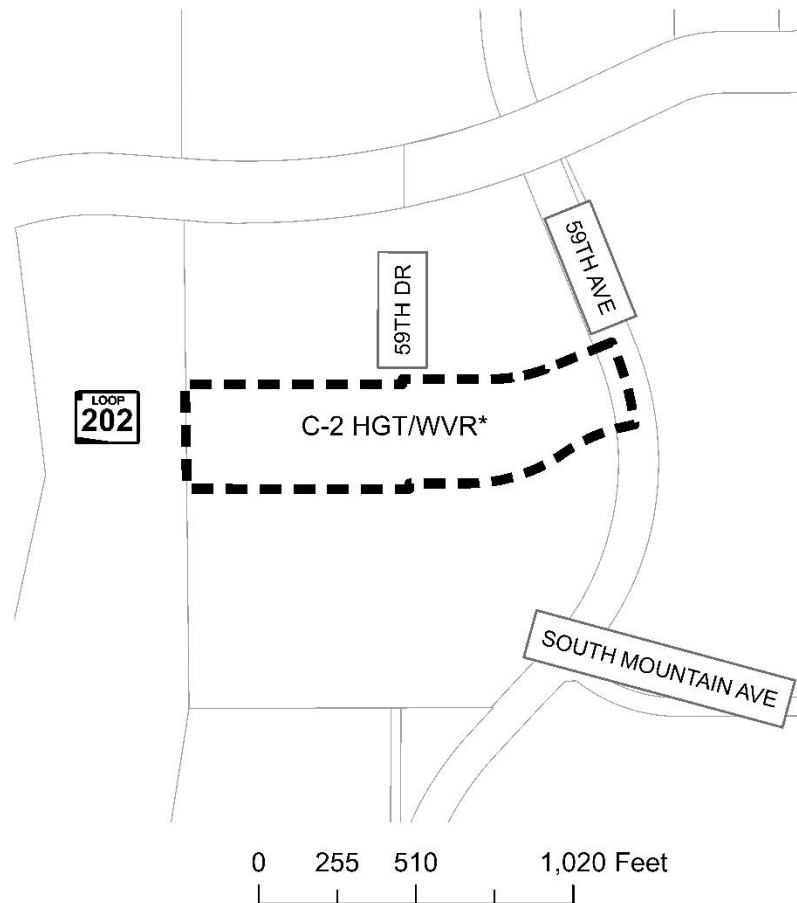 59TH AVE
59TH DR
LOOP
202
C-2 HGT/WVR*
SOUTH MOUNTAIN AVE
0 255 510 1,020 Feet